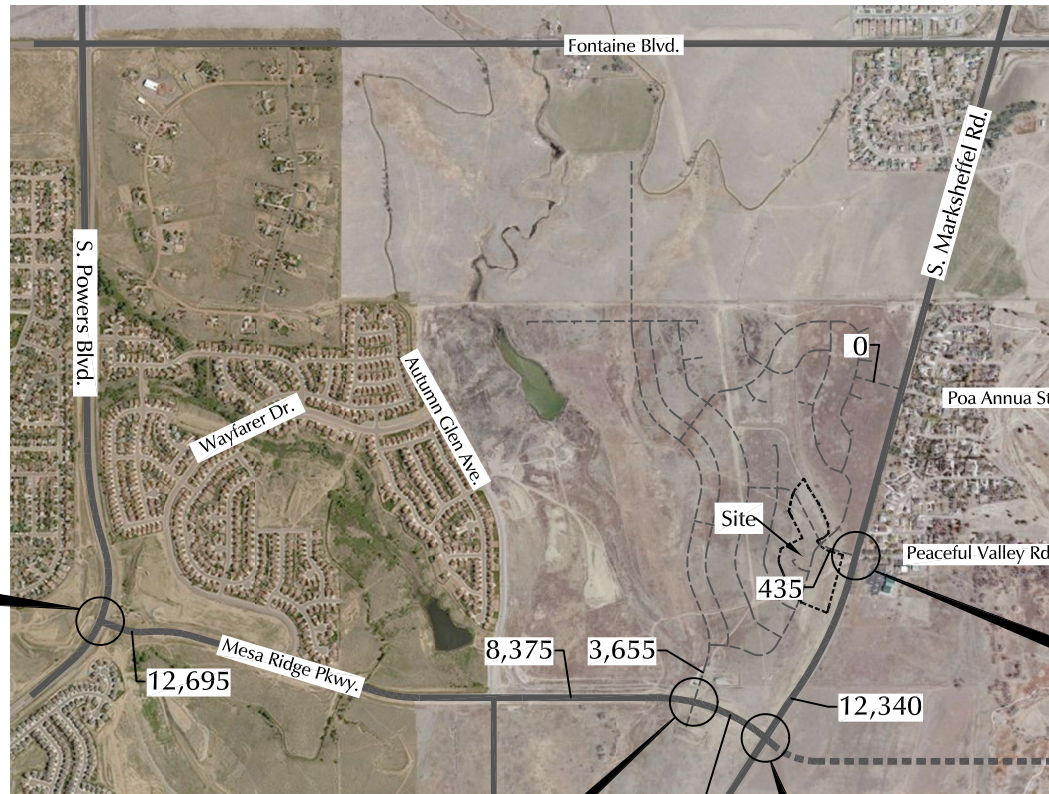 Fontaine Blvd.
S. Marksheffel Rd.
S. Powers Blvd.
0
Autumn Glen Ave.
Poa Annua St
Wayfarer Dr.
Site
Peaceful Valley Rd
435
8,375
3,655
Mesa Ridge Pkwy.
12,695
12,340